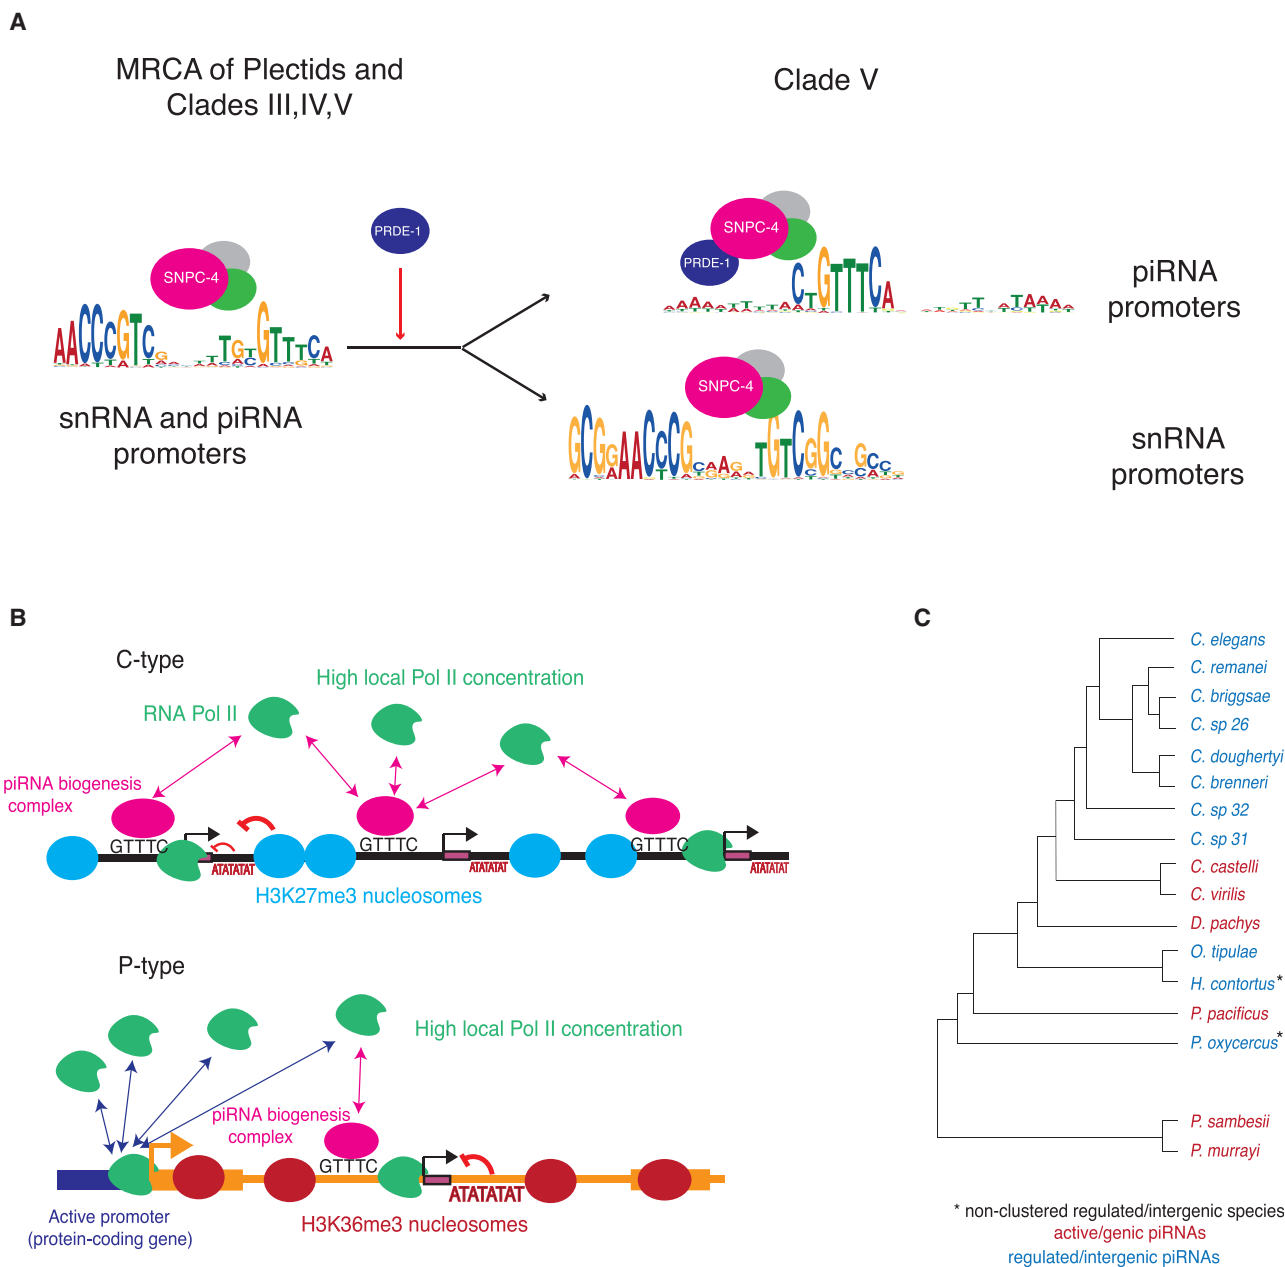 A
MRCA of Plectids and
Clades III,IV,V
Clade V
PRDE-1
SNPC-4
SNPC-4
PRDE-1
piRNA
promoters
SNPC-4
snRNA and piRNA
promoters
snRNA
promoters
B
C-type
High local Pol II concentration
RNA Pol II
piRNA biogenesis
complex
GTTTC
GTTTC
GTTTC
ATATATAT
ATATATAT
ATATATAT
H3K27me3 nucleosomes
P-type
High local Pol II concentration
piRNA biogenesis
complex
GTTTC
ATATATAT
Active promoter
(protein-coding gene)
H3K36me3 nucleosomes
C
C. elegans
C. remanei
C. briggsae
C. sp 26
C. doughertyi
C. brenneri
C. sp 32
C. sp 31
C. castelli
C. virilis
D. pachys
O. tipulae
H. contortus*
P. pacificus
P. oxycercus*
P. sambesii
P. murrayi
* non-clustered regulated/intergenic species
active/genic piRNAs
regulated/intergenic piRNAs